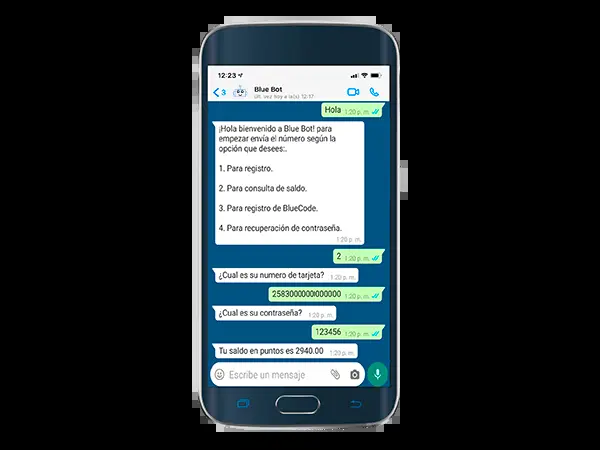 12:23
3
Blue Bot
últ. vez hoy a la(s) 12:17
Hola 1:20 p. m.
¡Hola bienvenido a Blue Bot! para
empezar envía el número según la
opción que desees:.
1. Para registro.
2. Para consulta de saldo.
3. Para registro de BlueCode.
4. Para recuperación de contraseña.
1:20 p. m.
2 1:20 p. m.
¿Cual es su numero de tarjeta? 1:20 p. m.
2583000000000000 1:20 p. m.
¿Cual es su contraseña? 1:20 p. m.
123456 1:20 p. m.
Tu saldo en puntos es 2940.00 1:20 p. m.
Escribe un mensaje